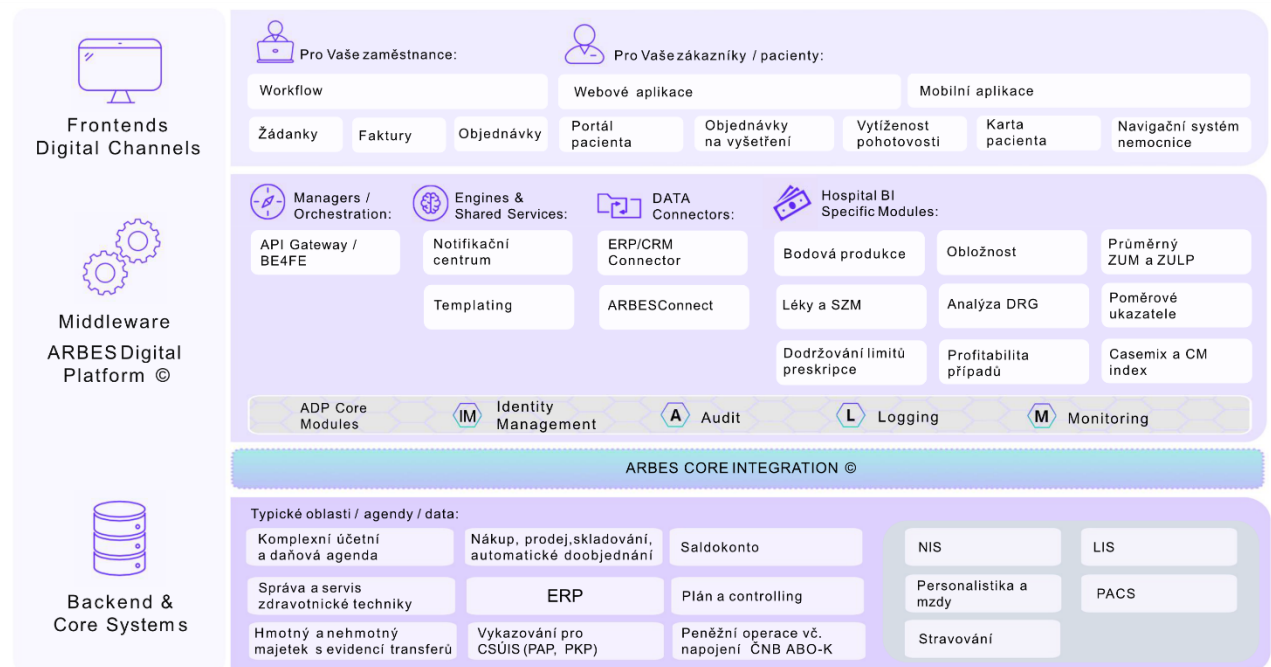 Frontends
Digital Channels
Pro Vaše zaměstnance:
Pro Vaše zákazníky / pacienty:
Workflow
Webové aplikace
Mobilní aplikace
Žádanky
Faktury
Objednávky
Portál
pacienta
Objednávky
na vyšetření
Vytíženost
pohotovosti
Karta
pacienta
Navigační systém
nemocnice
Middleware
ARBES Digital
Platform ©
Managers /
Orchestration:
Engines &
Shared Services:
DATA
Connectors:
Hospital BI
Specific Modules:
API Gateway /
BE4FE
Notifikační
centrum
ERP/CRM
Connector
Bodová produkce
Obložnost
Průměrný
ZUM a ZULP
Templating
ARBESConnect
Léky a SZM
Analýza DRG
Poměrové
ukazatele
Dodržování limitů
preskripce
Profitabilita
případů
Casemix a CM
index
ADP Core
Modules
IM
Identity
Management
A
Audit
L
Logging
M
Monitoring
ARBES CORE INTEGRATION ©
Backend &
Core Systems
Typické oblasti / agendy / data:
Komplexní účetní
a daňová agenda
Nákup, prodej,skladování,
automatické doobjednání
Saldokonto
NIS
LIS
Správa a servis
zdravotnické techniky
ERP
Plán a controlling
Personalistika a
mzdy
PACS
Hmotný a nehmotný
majetek s evidencí transferů
Vykazování pro
CSÚIS (PAP, PKP)
Peněžní operace vč.
napojení ČNB ABO-K
Stravování